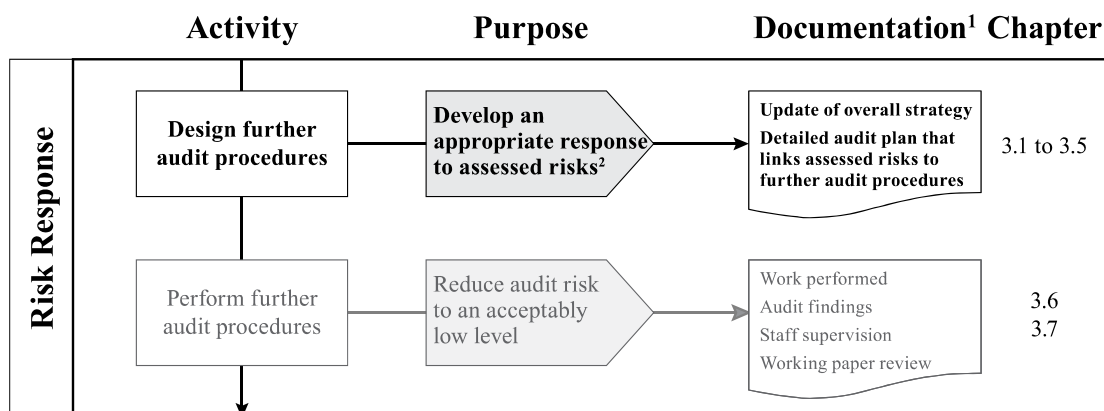 Activity Purpose Documentation¹ Chapter
Risk Response
Design further
audit procedures
Develop an
appropriate response
to assessed risks²
Update of overall strategy
Detailed audit plan that
links assessed risks to
further audit procedures
3.1 to 3.5
Perform further
audit procedures
Reduce audit risk
to an acceptably
low level
Work performed
Audit findings
Staff supervision
Working paper review
3.6
3.7